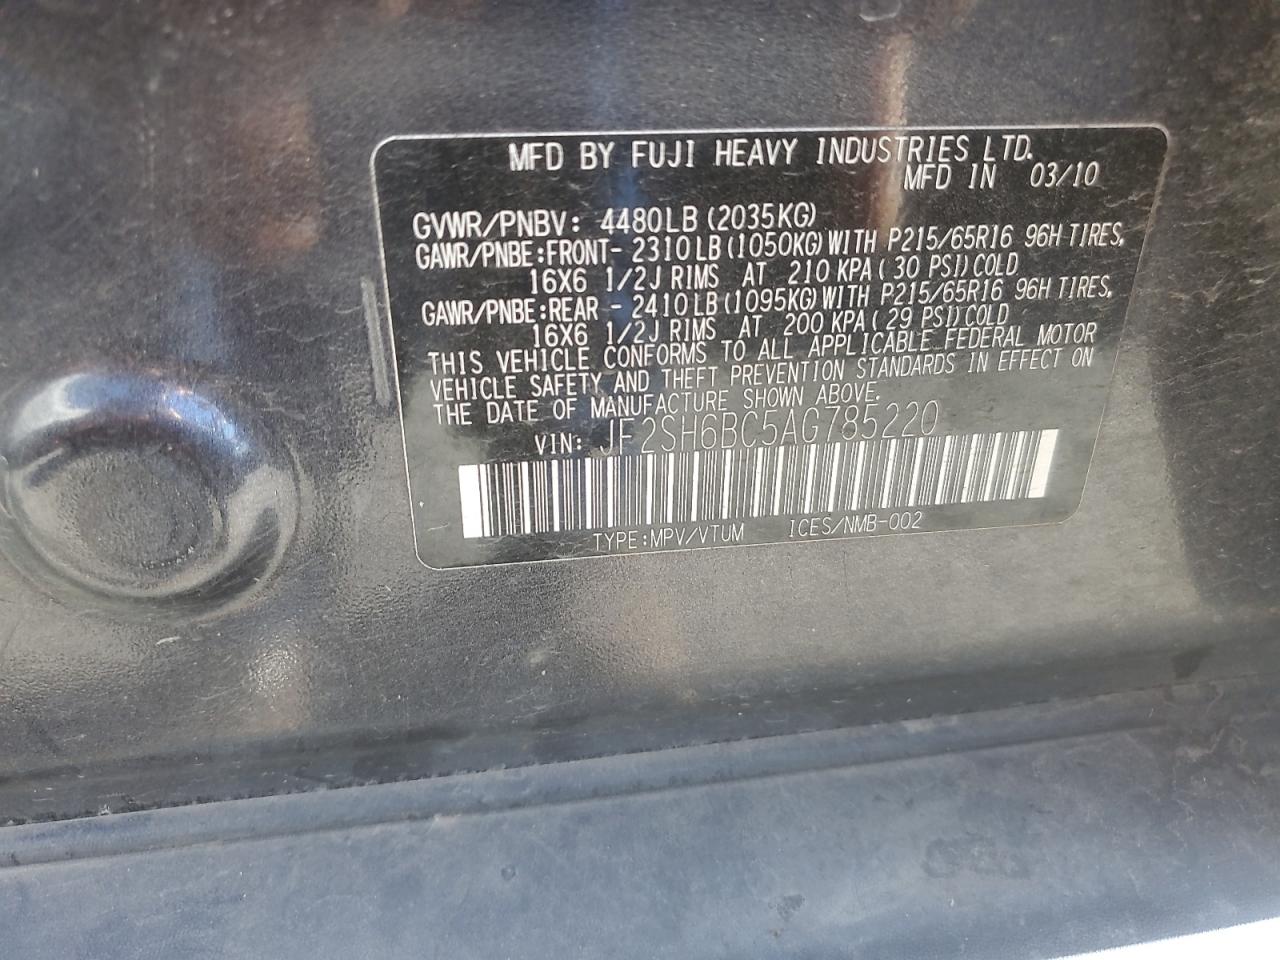 MFD BY FUJI HEAVY INDUSTRIES LTD.
MFD IN 03/10
GVWR/PNBV: 4480LB(2035KG)
GAWR/PNBE:FRONT- 2310LB(1050KG)WITH P215/65R16 96H TIRES,
16X6 1/2J RIMS AT 210 KPA(30 PSI)COLD
GAWR/PNBE:REAR - 2410LB(1095KG)WITH P215/65R16 96H TIRES,
16X6 1/2J RIMS AT 200 KPA(29 PSI)COLD
THIS VEHICLE CONFORMS TO ALL APPLICABLE FEDERAL MOTOR
VEHICLE SAFETY AND THEFT PREVENTION STANDARDS IN EFFECT ON
THE DATE OF MANUFACTURE SHOWN ABOVE.
VIN: JF2SH6BC5AG785220
TYPE:MPV/VTUM ICES/NMB-002